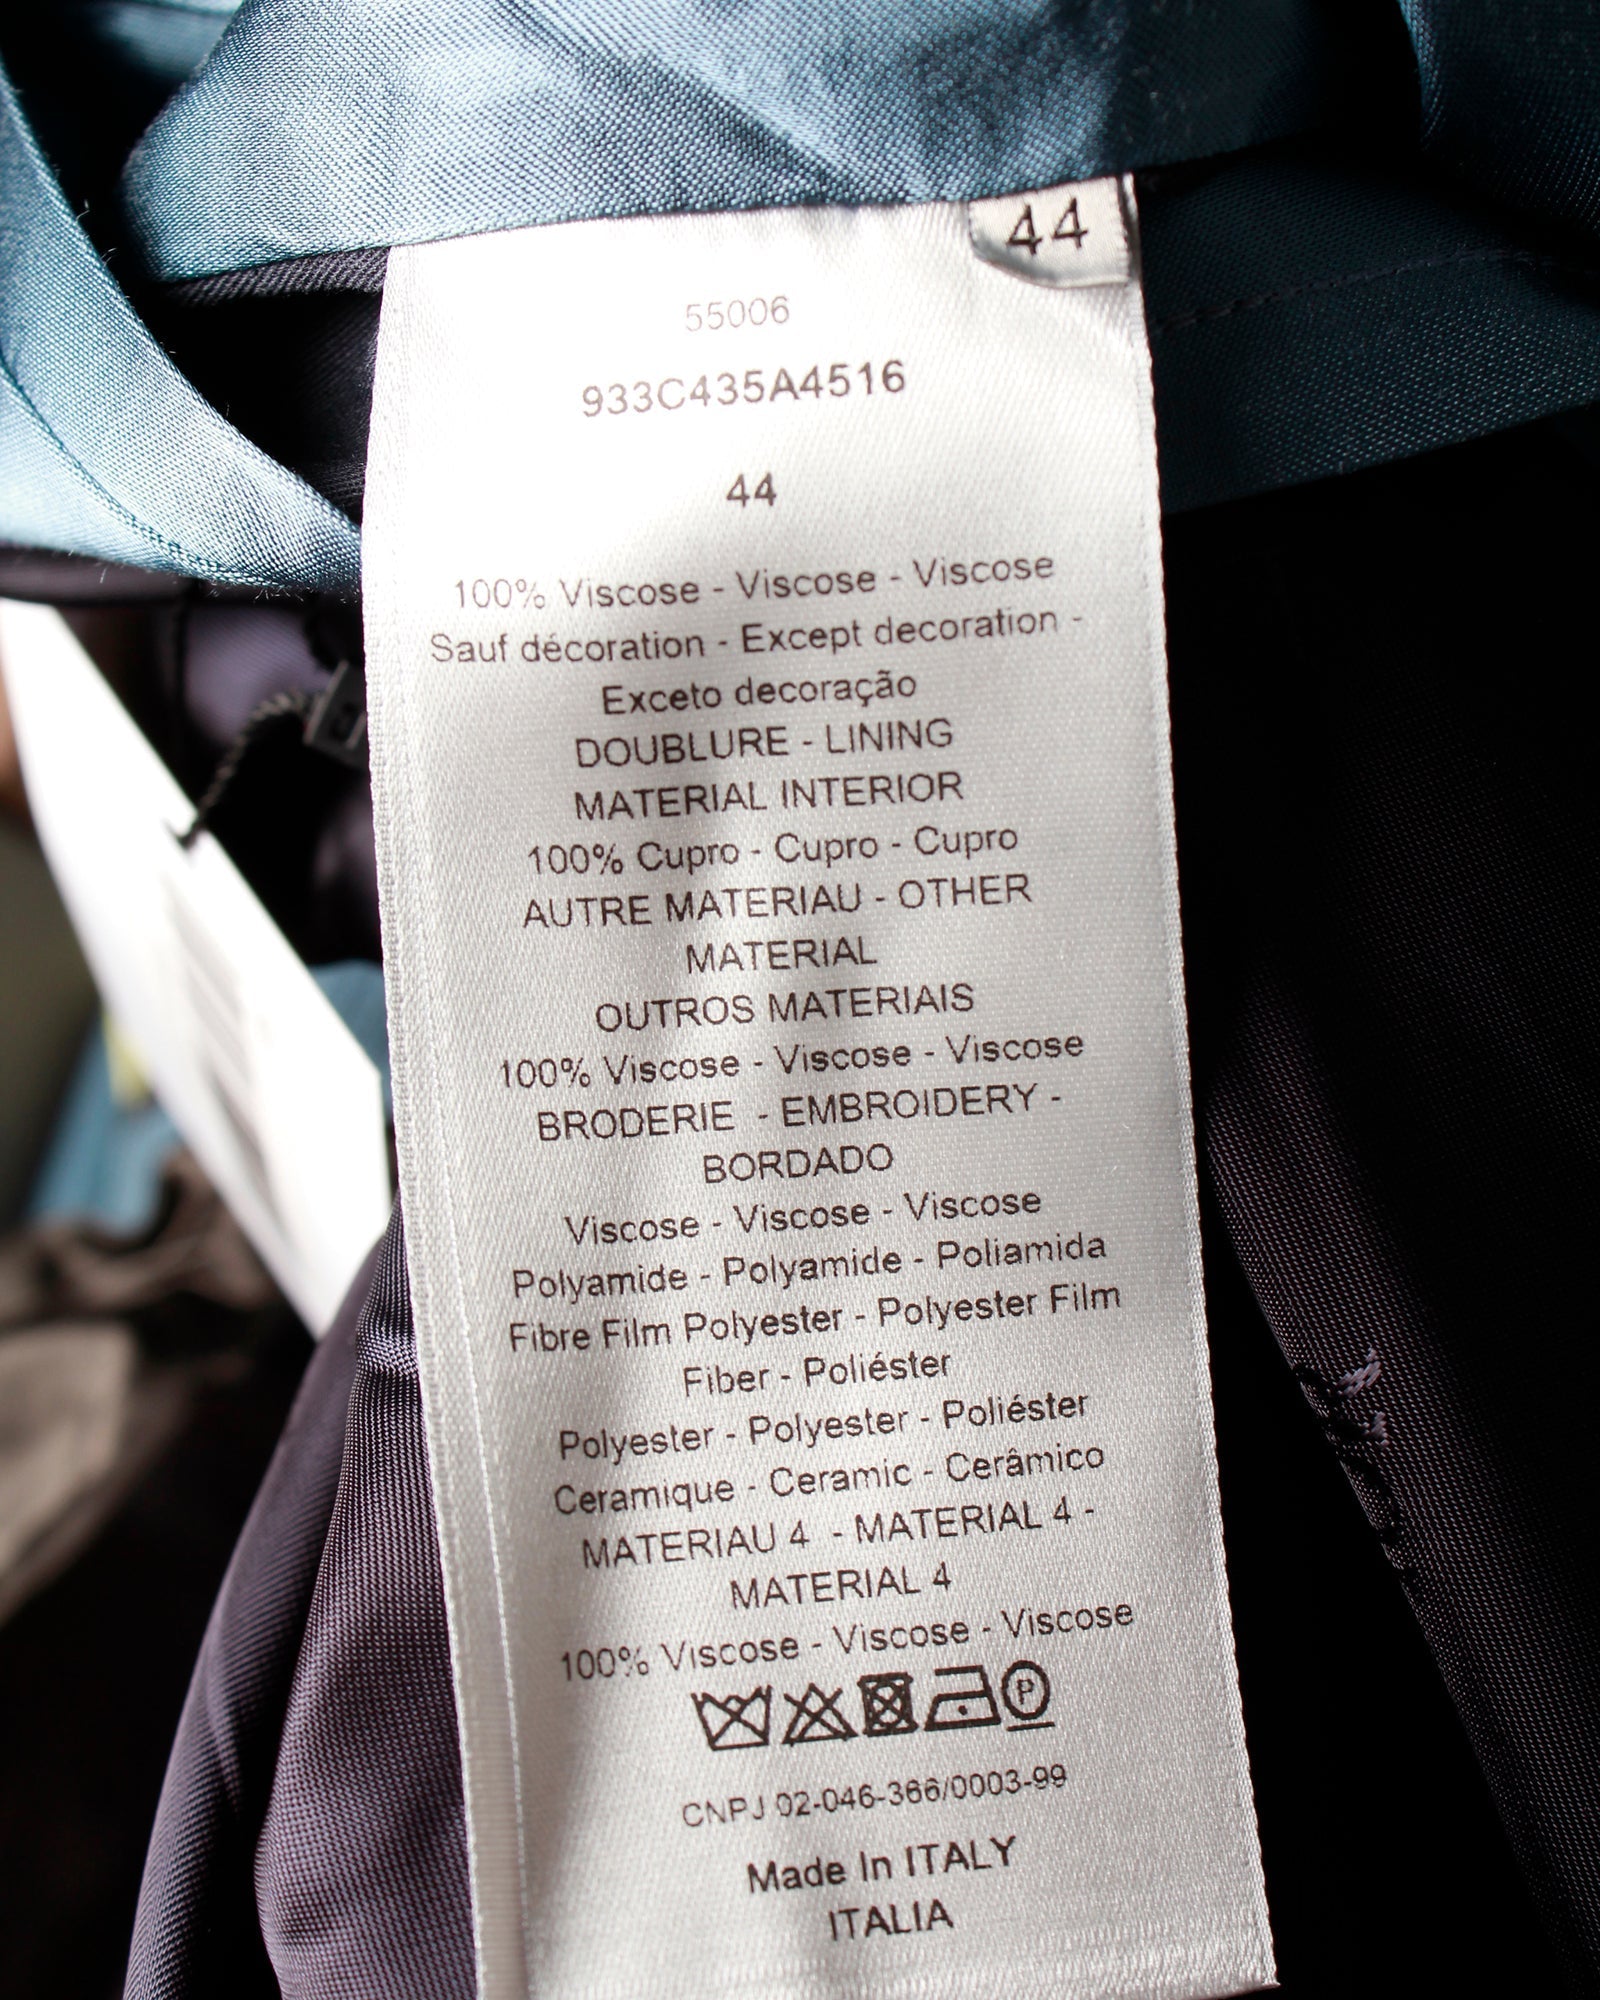 44
55006
933C435A4516
44
100% Viscose - Viscose - Viscose
Sauf décoration - Except decoration -
Exceto decoração
DOUBLURE - LINING
MATERIAL INTERIOR
100% Cupro - Cupro - Cupro
AUTRE MATERIAU - OTHER
MATERIAL
OUTROS MATERIAIS
100% Viscose - Viscose - Viscose
BRODERIE - EMBROIDERY -
BORDADO
Viscose - Viscose - Viscose
Polyamide - Polyamide - Poliamida
Fibre Film Polyester - Polyester Film
Fiber - Poliéster
Polyester - Polyester - Poliéster
Ceramique - Ceramic - Cerâmico
MATERIAU 4 - MATERIAL 4 -
MATERIAL 4
100% Viscose - Viscose - Viscose
P
CNPJ 02-046-366/0003-99
Made In ITALY
ITALIA